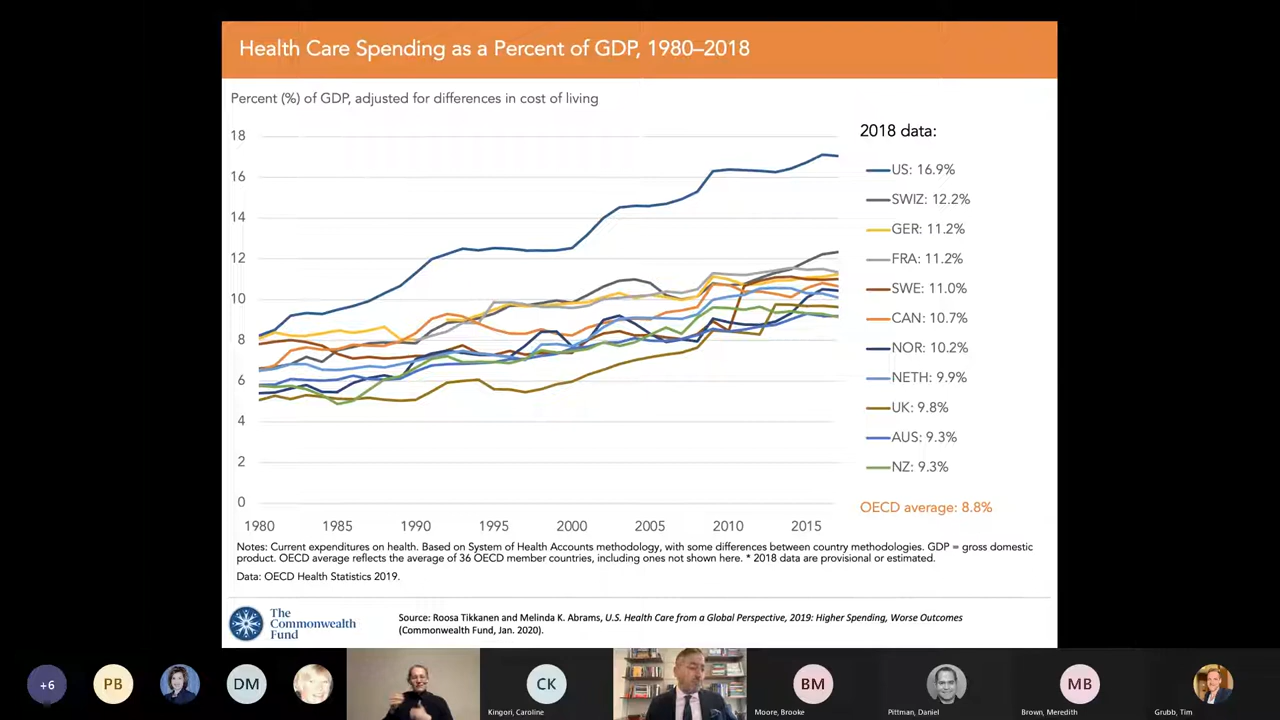 Health Care Spending as a Percent of GDP, 1980–2018
Percent (%) of GDP, adjusted for differences in cost of living
18
16
14
12
10
8
6
4
2
0
1980 1985 1990 1995 2000 2005 2010 2015
2018 data:
US: 16.9%
SWIZ: 12.2%
GER: 11.2%
FRA: 11.2%
SWE: 11.0%
CAN: 10.7%
NOR: 10.2%
NETH: 9.9%
UK: 9.8%
AUS: 9.3%
NZ: 9.3%
OECD average: 8.8%
Notes: Current expenditures on health. Based on System of Health Accounts methodology, with some differences between country methodologies. GDP = gross domestic
product. OECD average reflects the average of 36 OECD member countries, including ones not shown here. * 2018 data are provisional or estimated.
Data: OECD Health Statistics 2019.
The
Commonwealth
Fund
Source: Roosa Tikkanen and Melinda K. Abrams, U.S. Health Care from a Global Perspective, 2019: Higher Spending, Worse Outcomes
(Commonwealth Fund, Jan. 2020).
+6
PB
DM
CK
Kingori, Caroline
BM
Moore, Brooke
Pittman, Daniel
MB
Brown, Meredith
Grubb, Tim